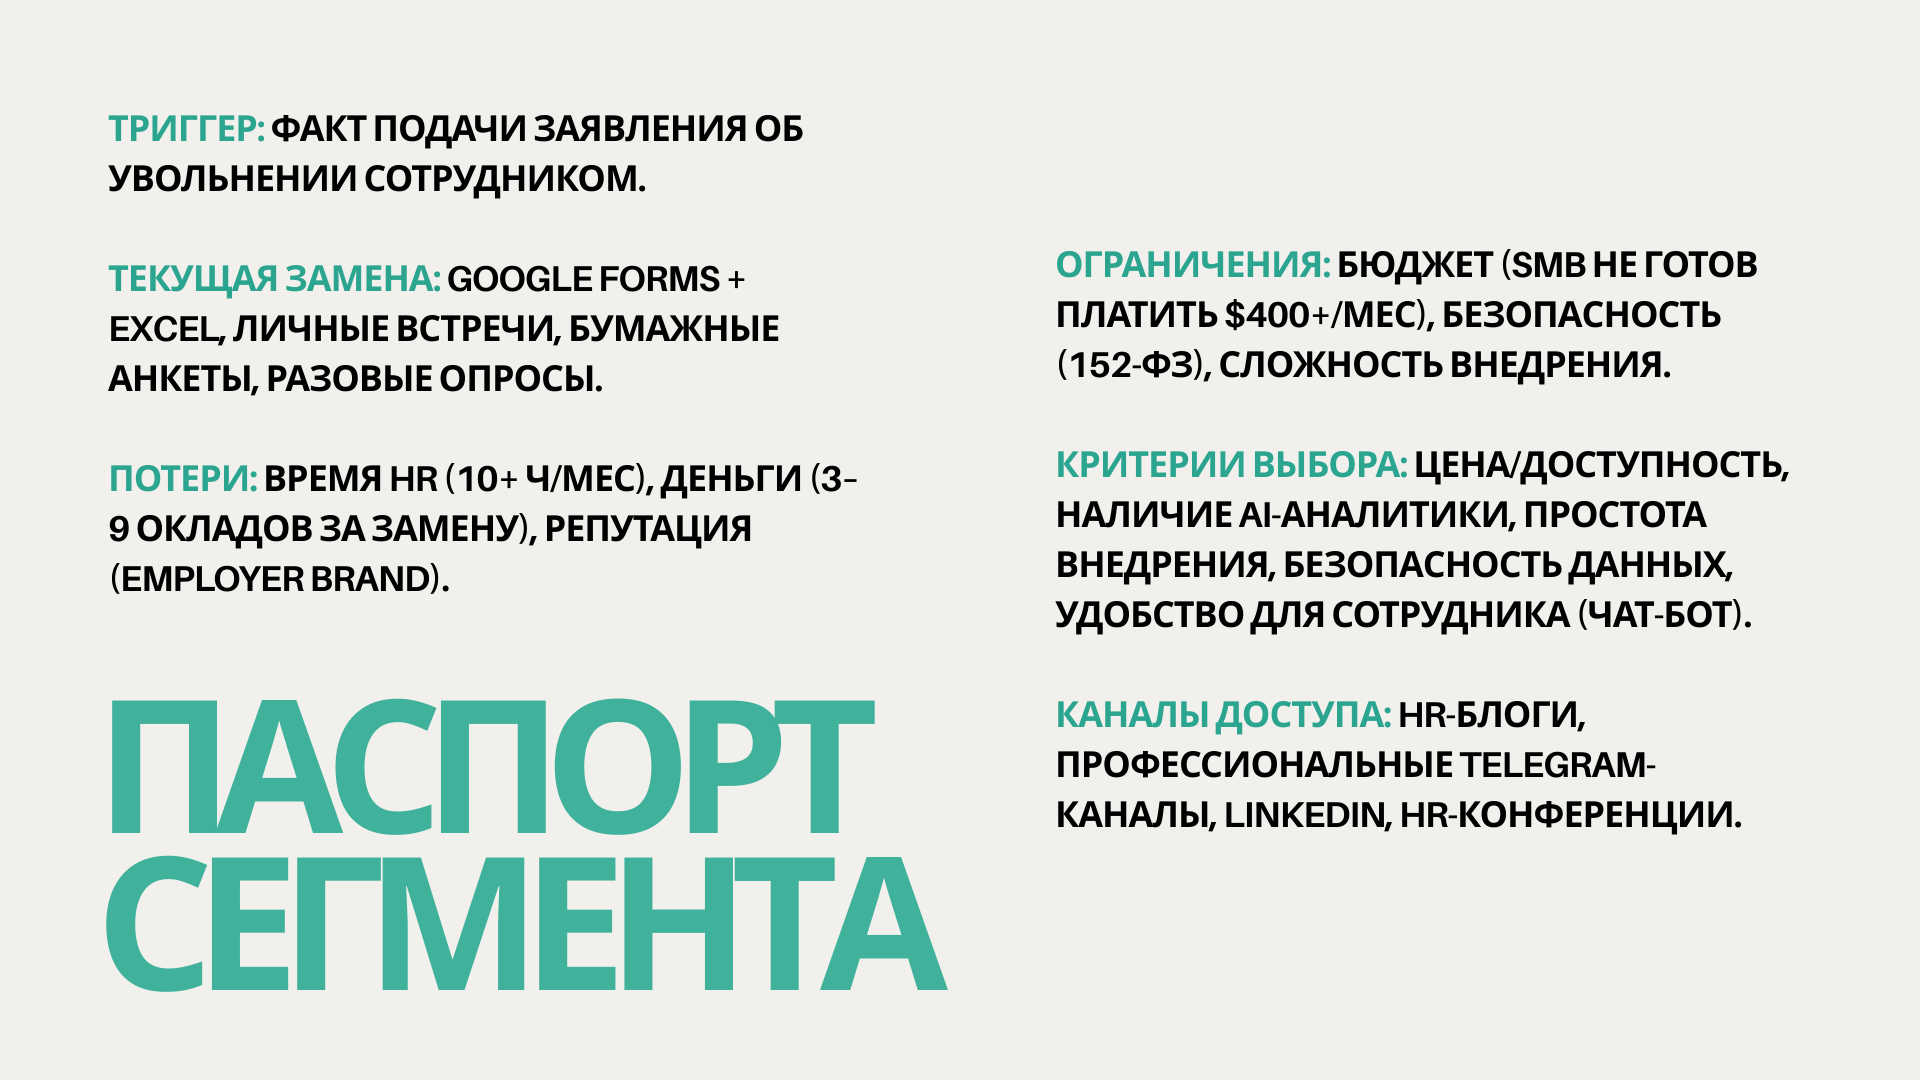 ТРИГГЕР: ФАКТ ПОДАЧИ ЗАЯВЛЕНИЯ ОБ
УВОЛЬНЕНИИ СОТРУДНИКОМ.
ТЕКУЩАЯ ЗАМЕНА: GOOGLE FORMS +
EXCEL, ЛИЧНЫЕ ВСТРЕЧИ, БУМАЖНЫЕ
АНКЕТЫ, РАЗОВЫЕ ОПРОСЫ.
ПОТЕРИ: ВРЕМЯ HR (10+ Ч/МЕС), ДЕНЬГИ (3–
9 ОКЛАДОВ ЗА ЗАМЕНУ), РЕПУТАЦИЯ
(EMPLOYER BRAND).
ПАСПОРТ
СЕГМЕНТА
ОГРАНИЧЕНИЯ: БЮДЖЕТ (SMB НЕ ГОТОВ
ПЛАТИТЬ $400+/МЕС), БЕЗОПАСНОСТЬ
(152-ФЗ), СЛОЖНОСТЬ ВНЕДРЕНИЯ.
КРИТЕРИИ ВЫБОРА: ЦЕНА/ДОСТУПНОСТЬ,
НАЛИЧИЕ AI-АНАЛИТИКИ, ПРОСТОТА
ВНЕДРЕНИЯ, БЕЗОПАСНОСТЬ ДАННЫХ,
УДОБСТВО ДЛЯ СОТРУДНИКА (ЧАТ-БОТ).
КАНАЛЫ ДОСТУПА: HR-БЛОГИ,
ПРОФЕССИОНАЛЬНЫЕ TELEGRAM-
КАНАЛЫ, LINKEDIN, HR-КОНФЕРЕНЦИИ.